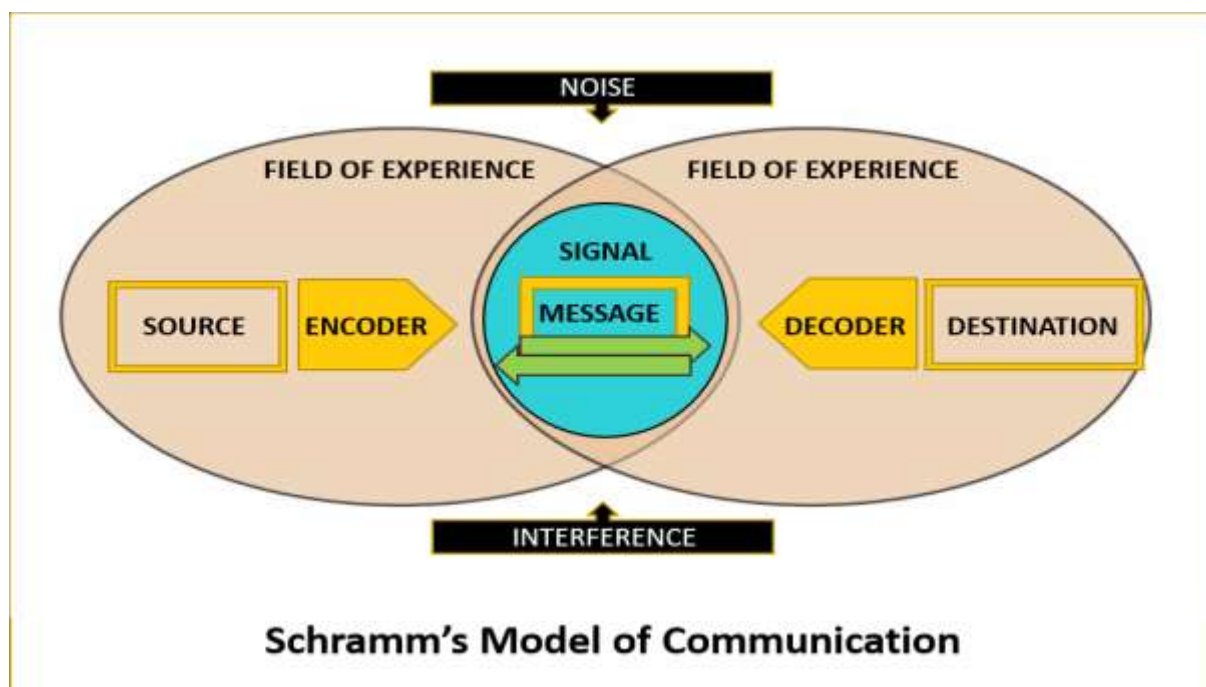 NOISE
FIELD OF EXPERIENCE
FIELD OF EXPERIENCE
SIGNAL
SOURCE
ENCODER
MESSAGE
DECODER
DESTINATION
INTERFERENCE
Schramm’s Model of Communication